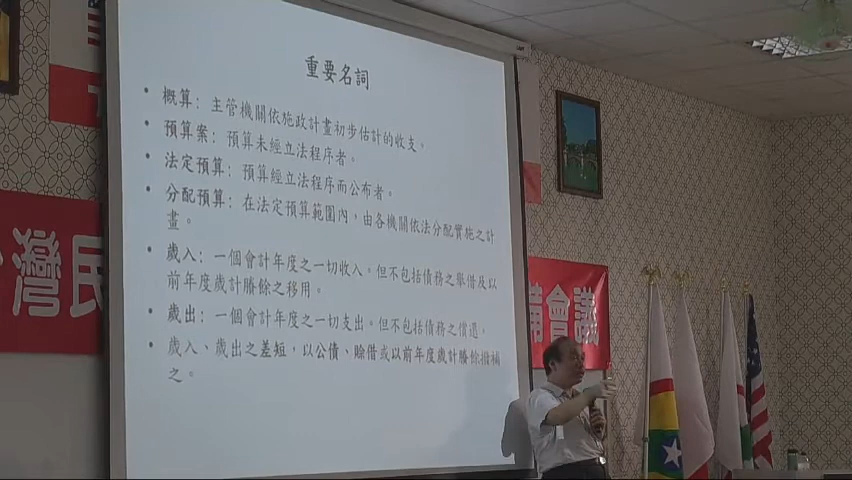 重要名詞
• 概算：主管機關依施政計畫初步估計的收支。
• 預算案：預算未經立法程序者。
• 法定預算：預算經立法程序而公布者。
• 分配預算：在法定預算範圍內，由各機關依法分配實施之計
畫。
• 歲入：一個會計年度之一切收入。但不包括債務之舉借及以
前年度歲計賸餘之移用。
• 歲出：一個會計年度之一切支出。但不包括債務之償還。
• 歲入、歲出之差短，以公債、賒借或以前年度歲計賸餘撥補
之。
灣民
備會議